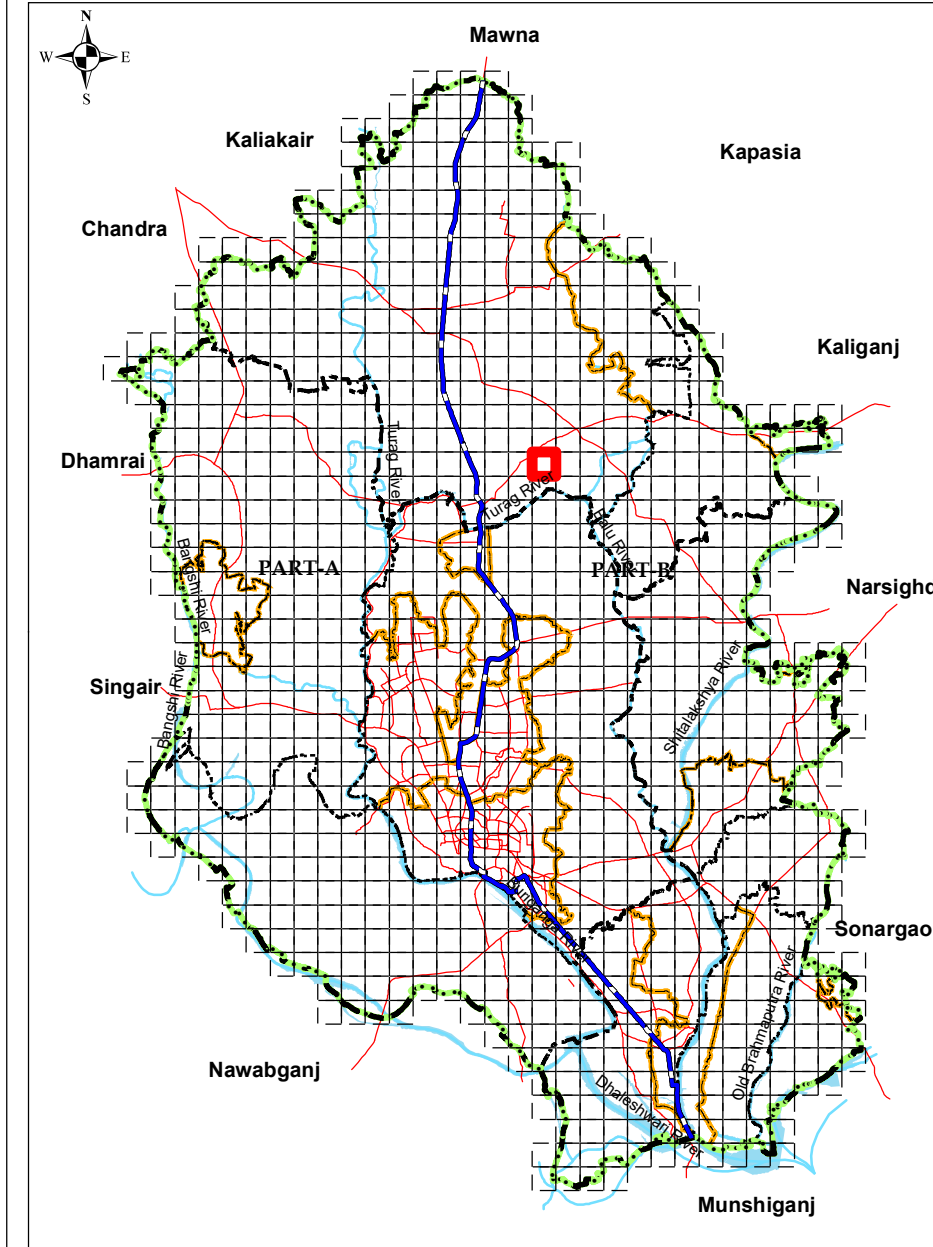 N
W E
S
Mawna
Kaliakair
Kapasia
Chandra
Kaliganj
Turag River
Dhamrai
Turag River
Balu River
Bangshi River
PART-A
PART-B
Narsighd
Shitalakshya River
Singair
Bangshi River
Buriganga River
Sonargao
Old Brahmaputra River
Nawabganj
Dhaleshwari River
Munshiganj